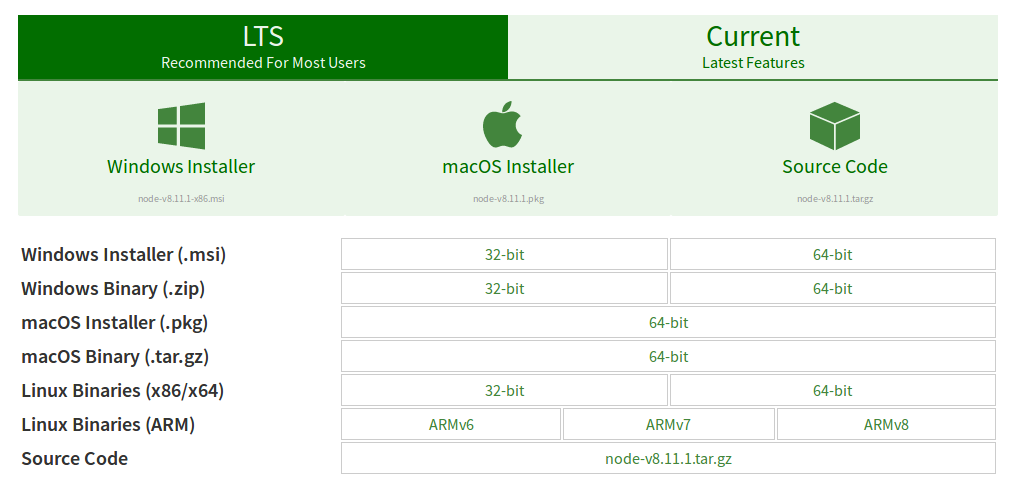 LTS
Recommended For Most Users
Current
Latest Features
Windows Installer
node-v8.11.1-x86.msi
macOS Installer
node-v8.11.1.pkg
Source Code
node-v8.11.1.tar.gz
Windows Installer (.msi) 32-bit 64-bit
Windows Binary (.zip) 32-bit 64-bit
macOS Installer (.pkg) 64-bit
macOS Binary (.tar.gz) 64-bit
Linux Binaries (x86/x64) 32-bit 64-bit
Linux Binaries (ARM) ARMv6 ARMv7 ARMv8
Source Code node-v8.11.1.tar.gz